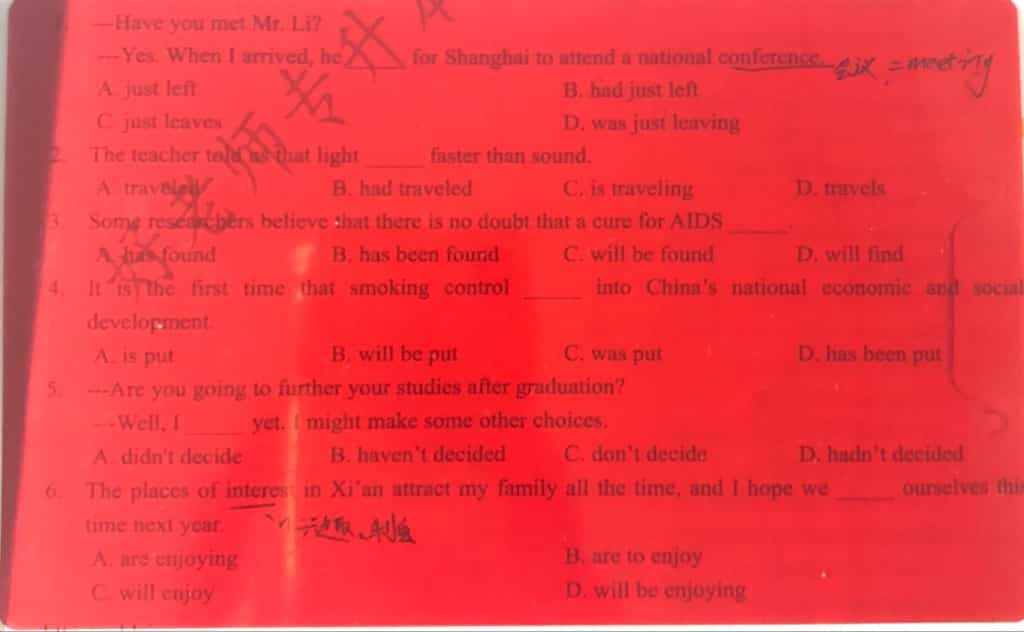 ---Have you met Mr. Li?
---Yes. When I arrived, he ______ for Shanghai to attend a national conference. 会议 = meeting
A. just left B. had just left
C. just leaves D. was just leaving
2. The teacher told us that light ______ faster than sound.
A. traveled B. had traveled C. is traveling D. travels
3. Some researchers believe that there is no doubt that a cure for AIDS ______.
A. has found B. has been found C. will be found D. will find
4. It is the first time that smoking control ______ into China's national economic and social
development.
A. is put B. will be put C. was put D. has been put
5. ---Are you going to further your studies after graduation?
---Well, I ______ yet. I might make some other choices.
A. didn't decide B. haven't decided C. don't decide D. hadn't decided
6. The places of interest in Xi'an attract my family all the time, and I hope we ______ ourselves this
time next year.
A. are enjoying B. are to enjoy
C. will enjoy D. will be enjoying
好老师专升